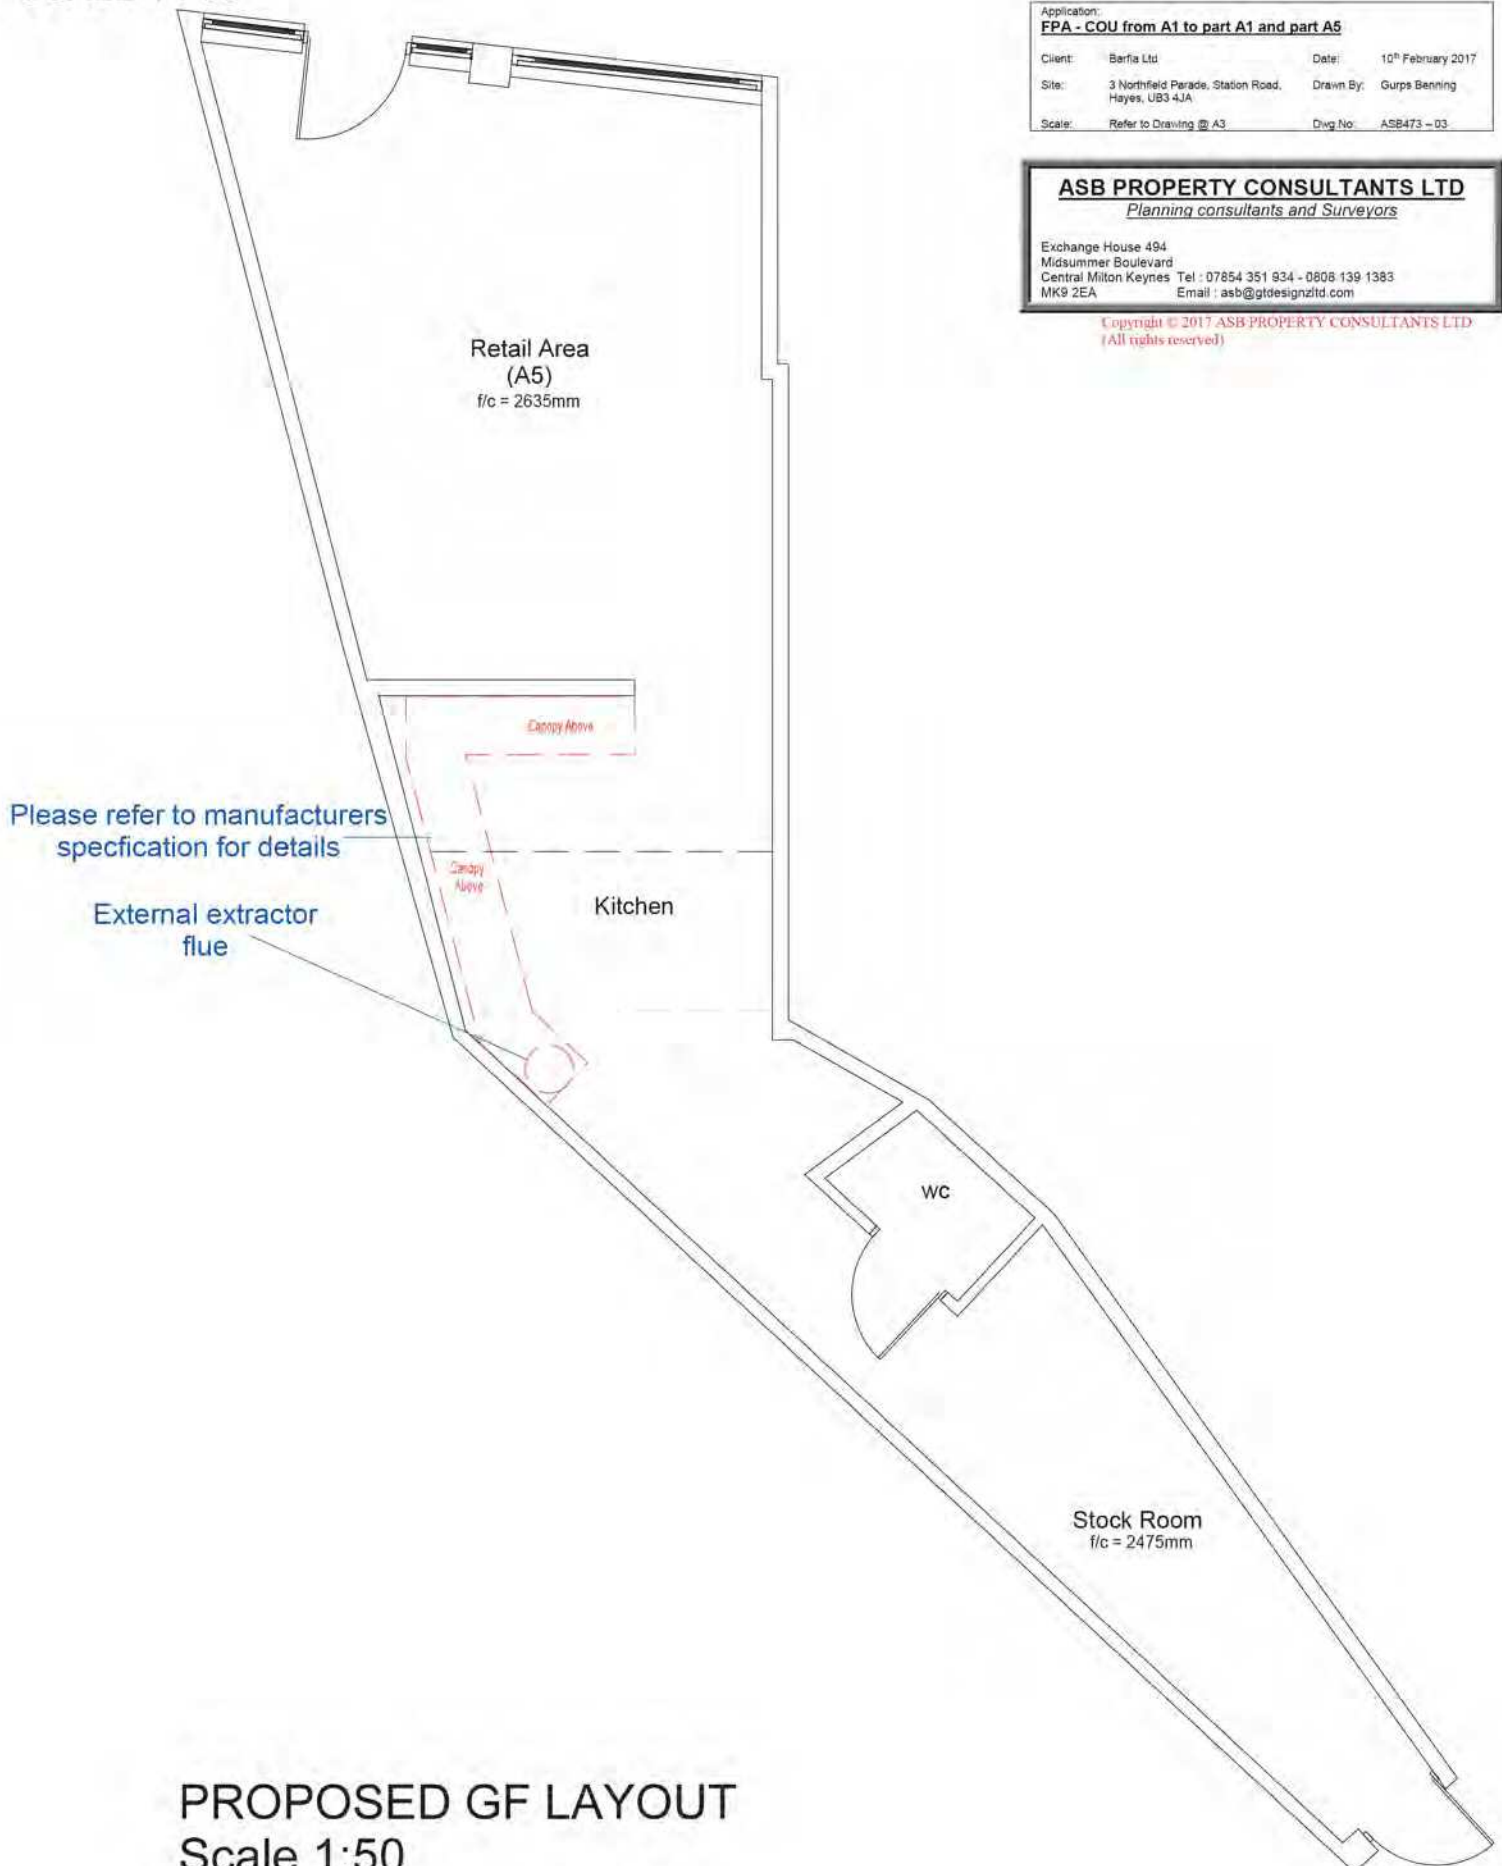 Application:
FPA - COU from A1 to part A1 and part A5
Client: Barfia Ltd Date: 10th February 2017
Site: 3 Northfield Parade, Station Road, Drawn By: Gurps Benning
Hayes, UB3 4JA
Scale: Refer to Drawing @ A3 Dwg No: ASB473 – 03
ASB PROPERTY CONSULTANTS LTD
Planning consultants and Surveyors
Exchange House 494
Midsummer Boulevard
Central Milton Keynes Tel : 07854 351 934 - 0808 139 1383
MK9 2EA Email : asb@gtdesignzltd.com
Copyright © 2017 ASB PROPERTY CONSULTANTS LTD
(All rights reserved)
Retail Area
(A5)
f/c = 2635mm
Canopy Above
Please refer to manufacturers
specfication for details
Canopy
Above
Kitchen
External extractor
flue
WC
Stock Room
f/c = 2475mm
PROPOSED GF LAYOUT
Scale 1:50